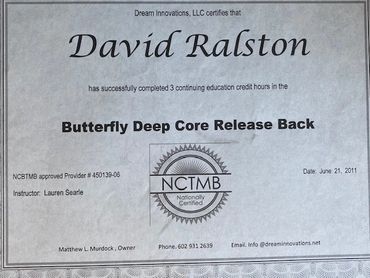 Dream Innovations, LLC certifies that
David Ralston
has successfully completed 3 continuing education credit hours in the
Butterfly Deep Core Release Back
NCBTMB approved Provider # 450139-06
Instructor: Lauren Searle
NCTMB
Nationally
Certified
Date: June 21, 2011
Matthew L. Murdock , Owner
Phone. 602 931 2639
Email. Info @dreaminnovations.net